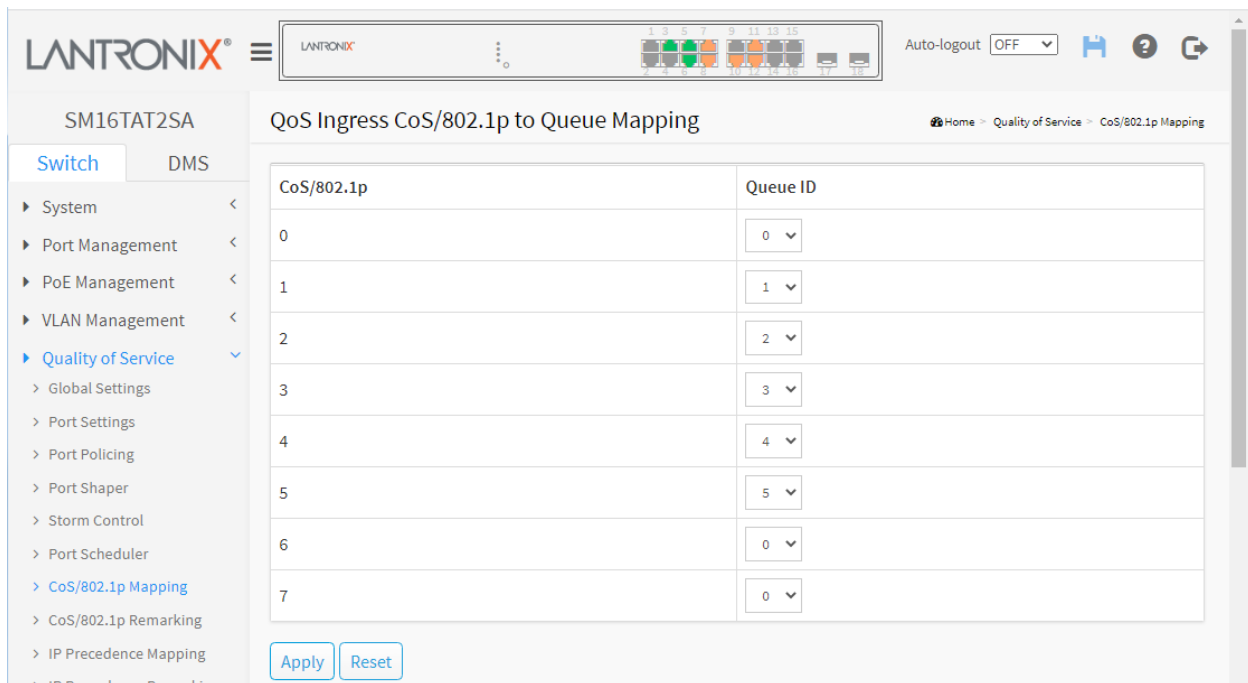 LANTRONIX®
LANTRONIX
1 3 5 7 9 11 13 15
2 4 6 8 10 12 14 16 17 18
Auto-logout OFF
SM16TAT2SA
QoS Ingress CoS/802.1p to Queue Mapping
Home > Quality of Service > CoS/802.1p Mapping
Switch DMS
System
Port Management
PoE Management
VLAN Management
Quality of Service
> Global Settings
> Port Settings
> Port Policing
> Port Shaper
> Storm Control
> Port Scheduler
> CoS/802.1p Mapping
> CoS/802.1p Remarking
> IP Precedence Mapping
CoS/802.1p Queue ID
0 0
1 1
2 2
3 3
4 4
5 5
6 0
7 0
Apply Reset